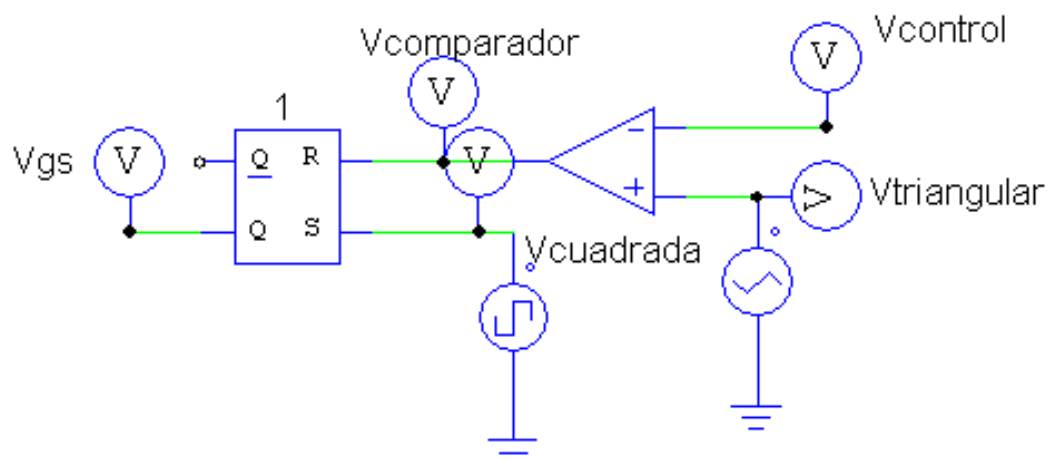 Vcontrol
Vcomparador
V
V
1
Vgs
V
Q
R
V
-
+
V
Vtriangular
Q
S
Vcuadrada